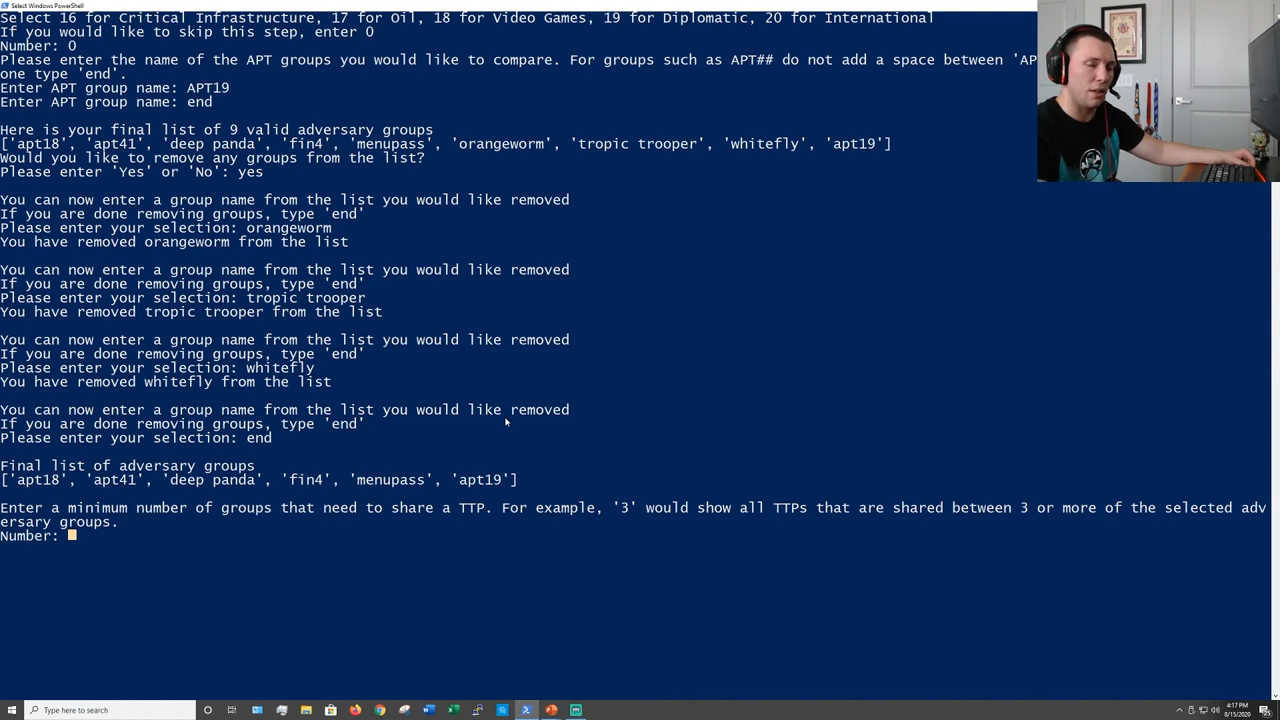 Select Windows PowerShell
Select 16 for Critical Infrastructure, 17 for Oil, 18 for Video Games, 19 for Diplomatic, 20 for International
If you would like to skip this step, enter 0
Number: 0
Please enter the name of the APT groups you would like to compare. For groups such as APT## do not add a space between 'AP
one type 'end'.
Enter APT group name: APT19
Enter APT group name: end
Here is your final list of 9 valid adversary groups
['apt18', 'apt41', 'deep panda', 'fin4', 'menupass', 'orangeworm', 'tropic trooper', 'whitefly', 'apt19']
Would you like to remove any groups from the list?
Please enter 'Yes' or 'No': yes
You can now enter a group name from the list you would like removed
If you are done removing groups, type 'end'
Please enter your selection: orangeworm
You have removed orangeworm from the list
You can now enter a group name from the list you would like removed
If you are done removing groups, type 'end'
Please enter your selection: tropic trooper
You have removed tropic trooper from the list
You can now enter a group name from the list you would like removed
If you are done removing groups, type 'end'
Please enter your selection: whitefly
You have removed whitefly from the list
You can now enter a group name from the list you would like removed
If you are done removing groups, type 'end'
Please enter your selection: end
Final list of adversary groups
['apt18', 'apt41', 'deep panda', 'fin4', 'menupass', 'apt19']
Enter a minimum number of groups that need to share a TTP. For example, '3' would show all TTPs that are shared between 3 or more of the selected adv
ersary groups.
Number:
Type here to search
4:17 PM
8/15/2020